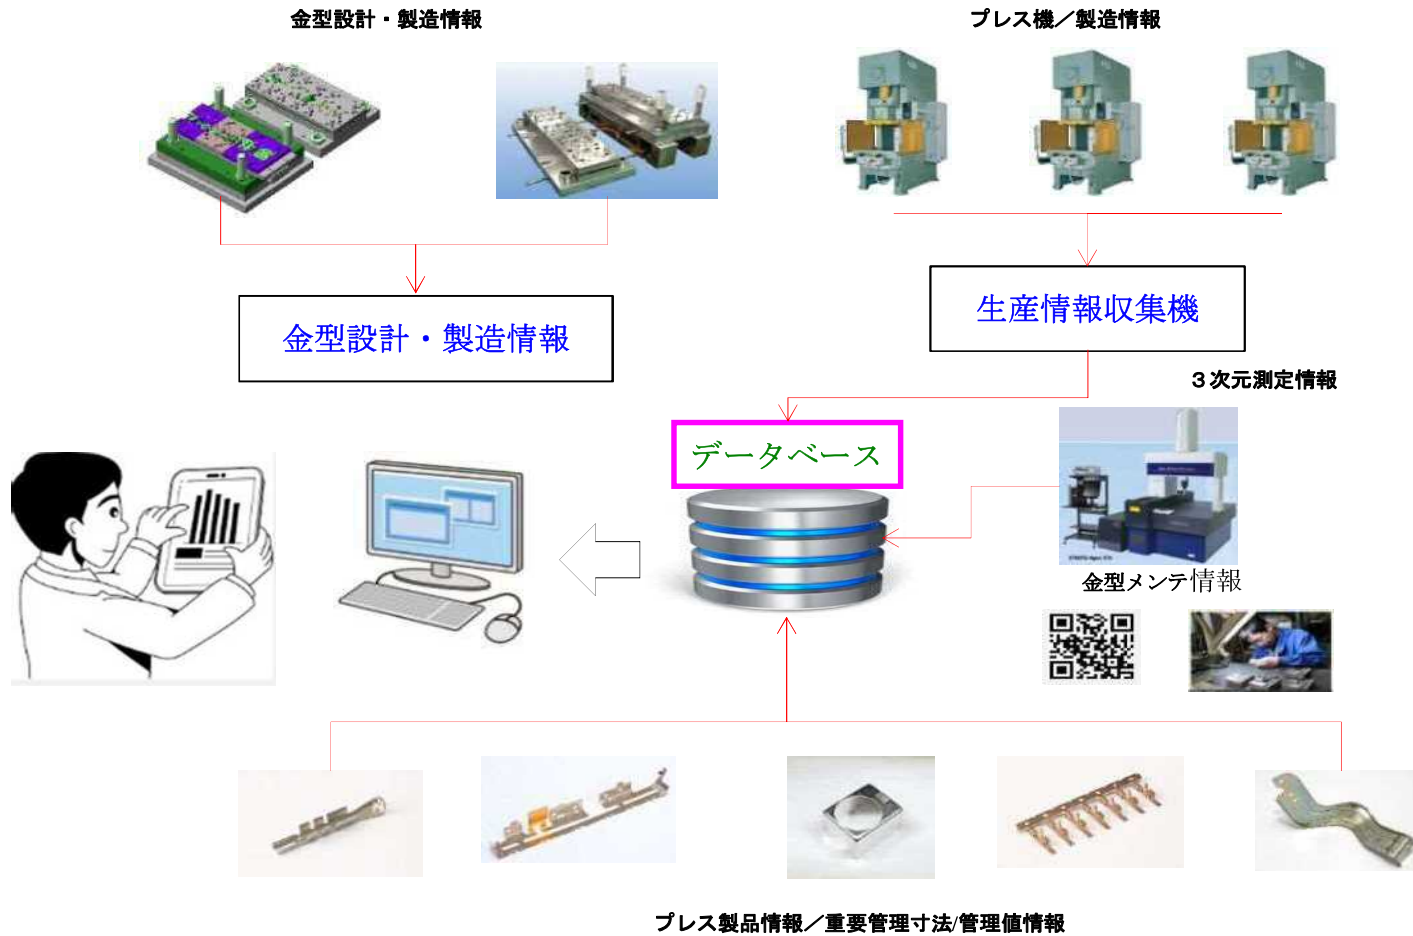 金型設計・製造情報
プレス機／製造情報
金型設計・製造情報
生産情報収集機
３次元測定情報
データベース
金型メンテ情報
プレス製品情報／重要管理寸法/管理値情報